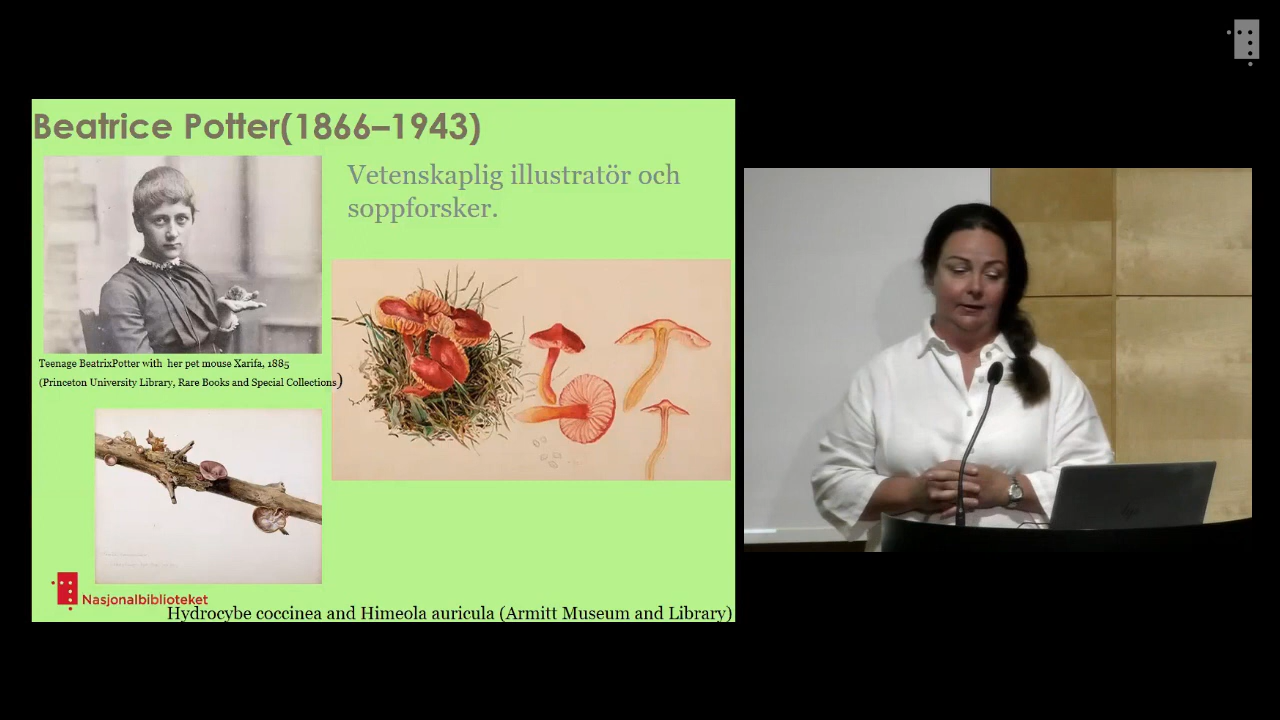 Beatrice Potter(1866–1943)
Vetenskaplig illustratör och
soppforsker.
Teenage BeatrixPotter with her pet mouse Xarifa, 1885
(Princeton University Library, Rare Books and Special Collections)
Nasjonalbiblioteket
Hydrocybe coccinea and Himeola auricula (Armitt Museum and Library)